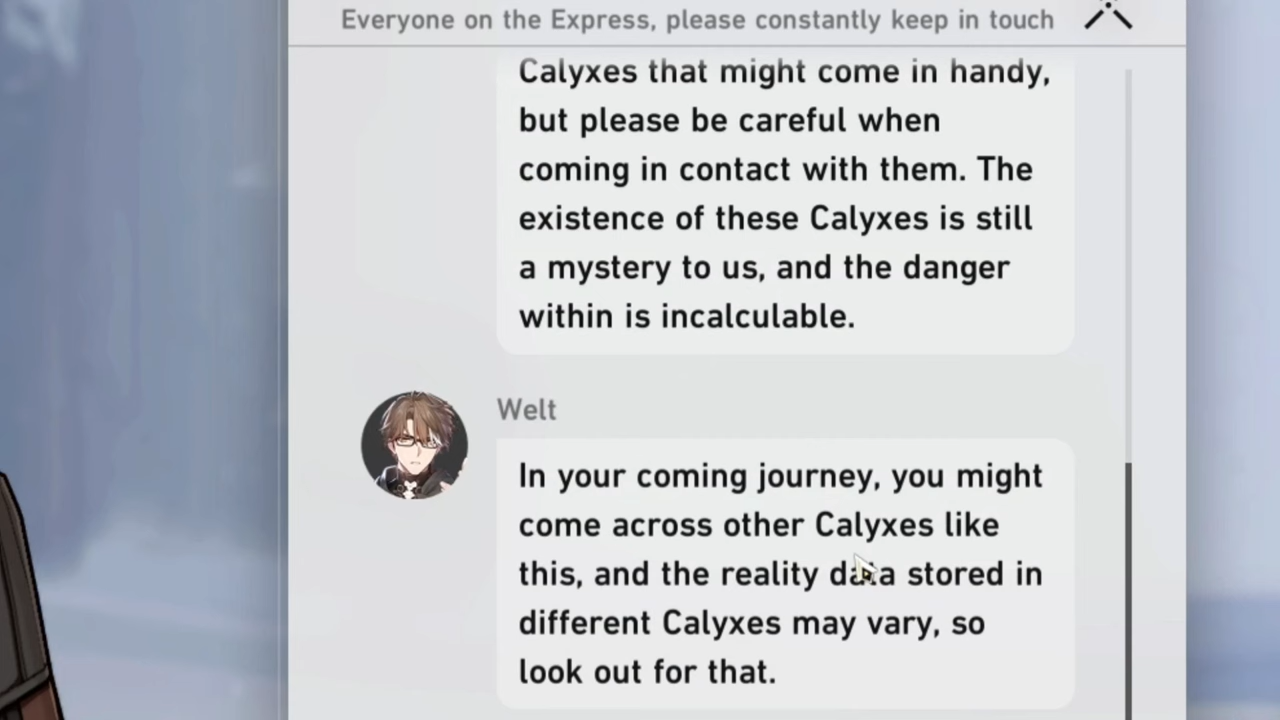 Everyone on the Express, please constantly keep in touch
Calyxes that might come in handy,
but please be careful when
coming in contact with them. The
existence of these Calyxes is still
a mystery to us, and the danger
within is incalculable.
Welt
In your coming journey, you might
come across other Calyxes like
this, and the reality data stored in
different Calyxes may vary, so
look out for that.